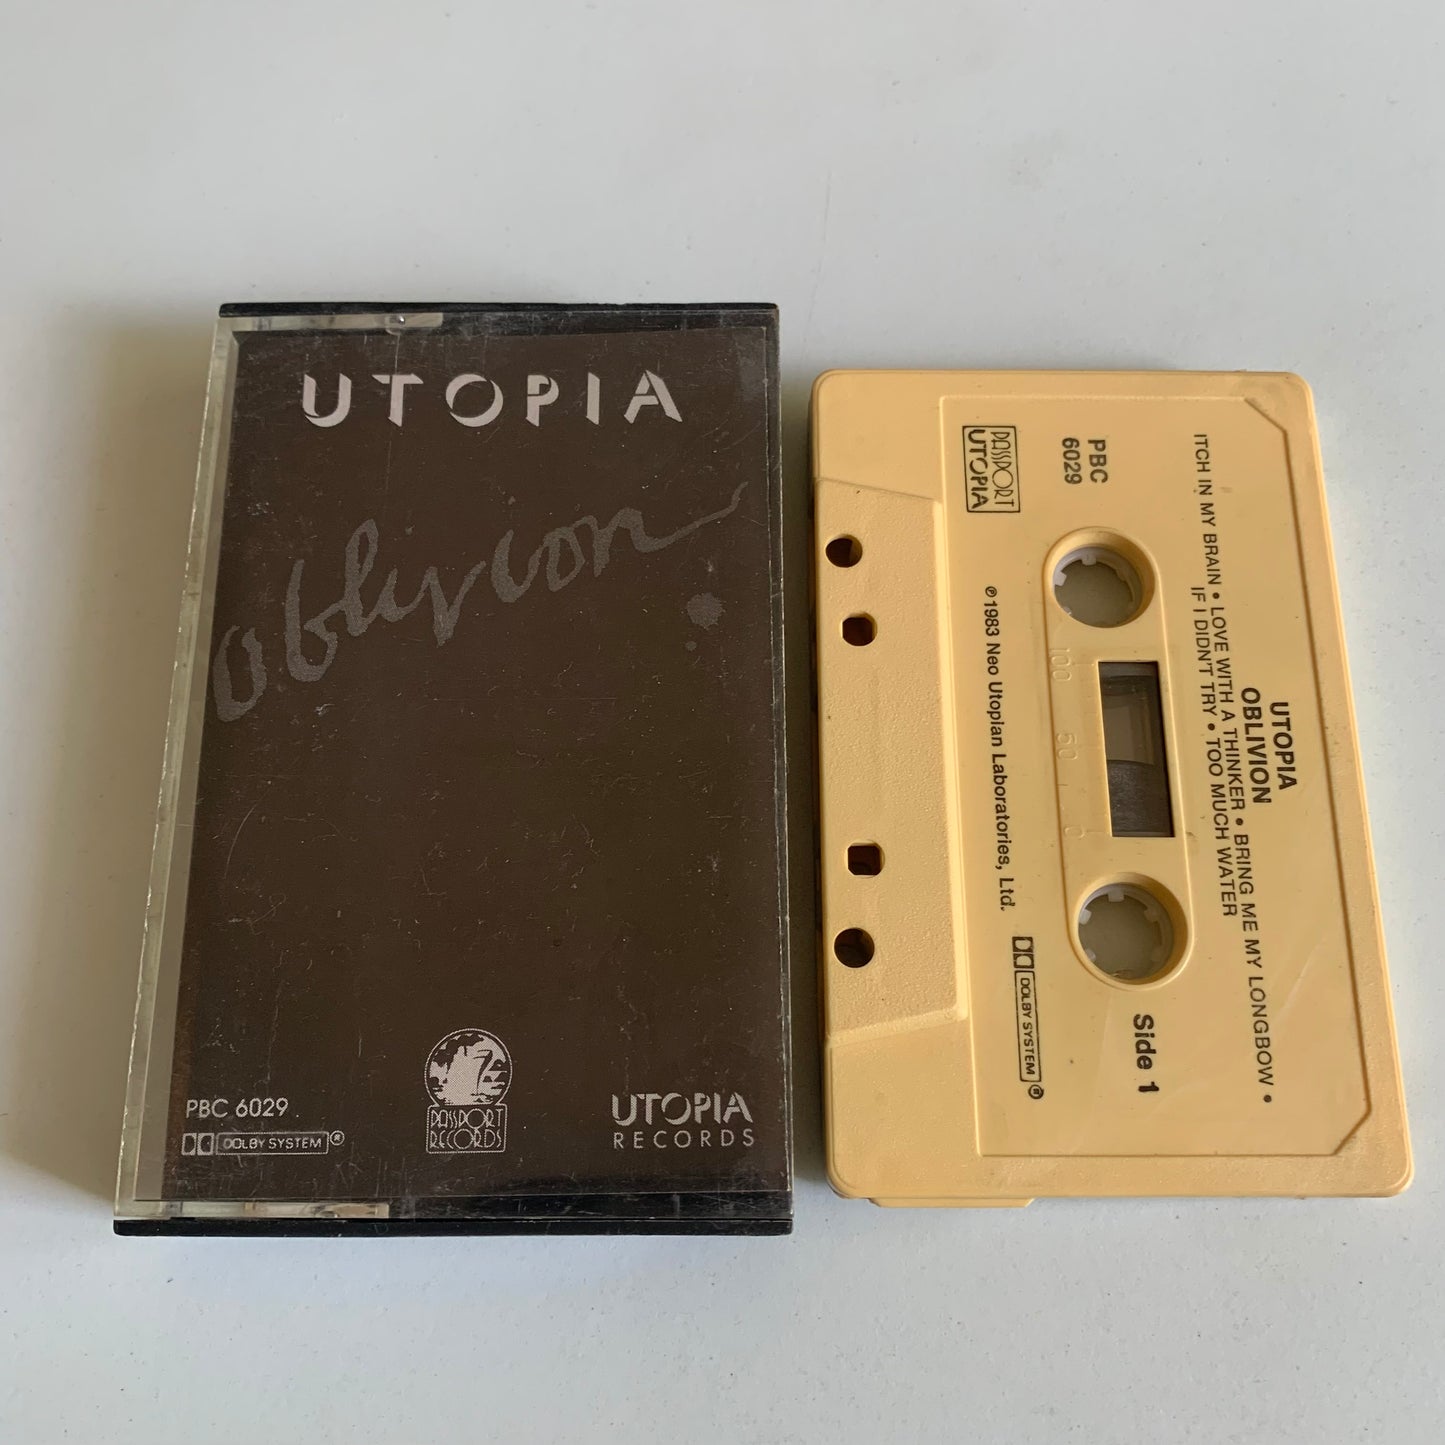 UTOPIA
Oblivion
PBC 6029
DOLBY SYSTEM®
PASSPORT
RECORDS
UTOPIA
RECORDS
UTOPIA
OBLIVION
ITCH IN MY BRAIN • LOVE WITH A THINKER • BRING ME MY LONGBOW •
IF I DIDN'T TRY • TOO MUCH WATER
PBC
6029
PASSPORT
UTOPIA
Side 1
100 50 0
℗ 1983 Neo Utopian Laboratories, Ltd.
DOLBY SYSTEM®